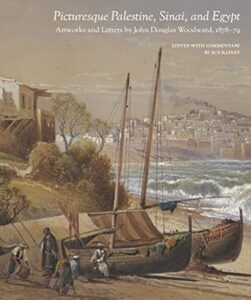 Picturesque Palestine, Sinai, and Egypt
Artworks and Letters by John Douglas Woodward, 1878–79
EDITED WITH COMMENTARY
BY SUE RAINEY